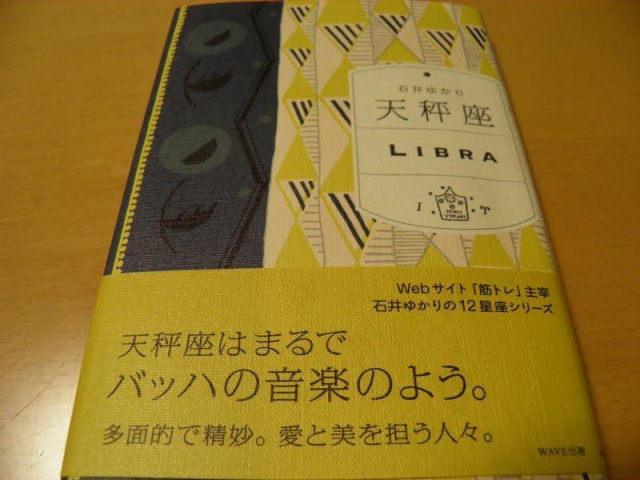 石井ゆかり
天秤座
LIBRA
Webサイト「筋トレ」主宰
石井ゆかりの12星座シリーズ
天秤座はまるで
バッハの音楽のよう。
多面的で精妙。愛と美を担う人々。
WAVE出版